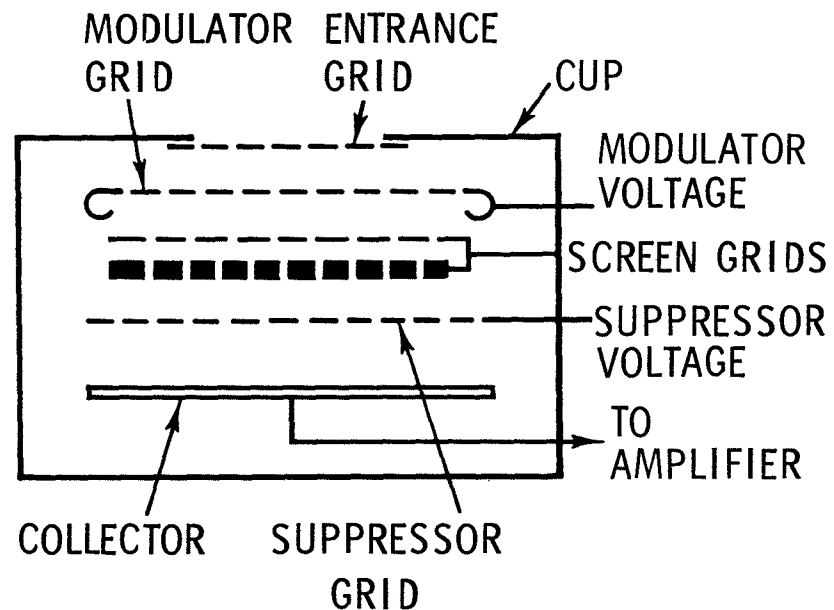 MODULATOR GRID
ENTRANCE GRID
CUP
MODULATOR VOLTAGE
SCREEN GRIDS
SUPPRESSOR VOLTAGE
TO AMPLIFIER
COLLECTOR
SUPPRESSOR GRID